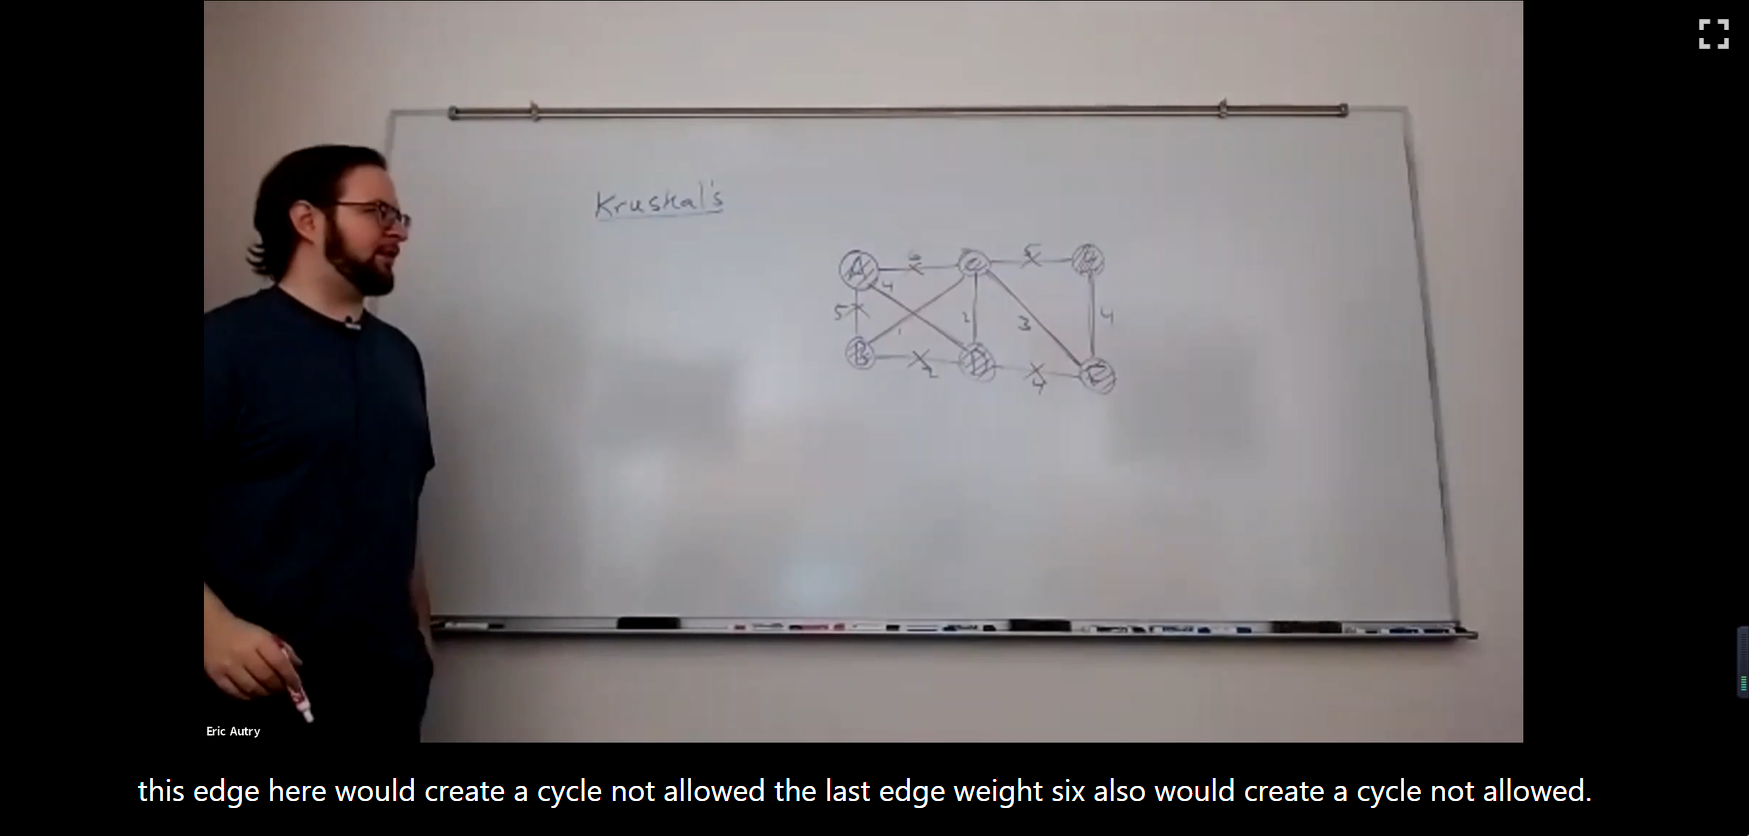 Kruskal's
A 6 C 5
4
5 1 2 3 4
B 2 D 4 E
Eric Autry
this edge here would create a cycle not allowed the last edge weight six also would create a cycle not allowed.